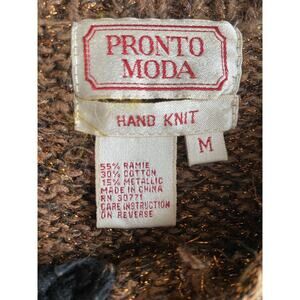 PRONTO
MODA
HAND KNIT
M
55% RAMIE
30% COTTON
15% METALLIC
MADE IN CHINA
RN 30771
CARE INSTRUCTION
ON REVERSE